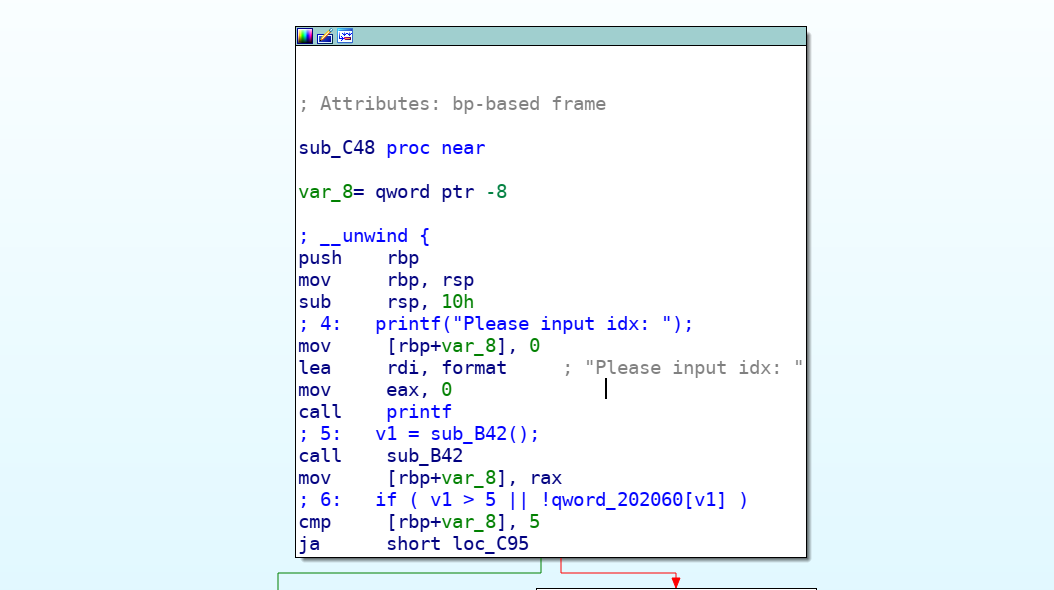 ; Attributes: bp-based frame
sub_C48 proc near
var_8= qword ptr -8
; __unwind {
push    rbp
mov     rbp, rsp
sub     rsp, 10h
; 4:   printf("Please input idx: ");
mov     [rbp+var_8], 0
lea     rdi, format     ; "Please input idx: "
mov     eax, 0
call    printf
; 5:   v1 = sub_B42();
call    sub_B42
mov     [rbp+var_8], rax
; 6:   if ( v1 > 5 || !qword_202060[v1] )
cmp     [rbp+var_8], 5
ja      short loc_C95